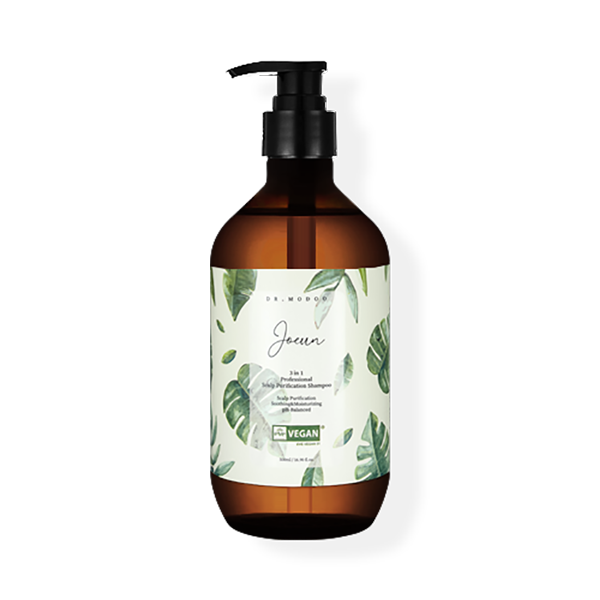 DR.MODOO
Joeun
3 in 1
Professional
Scalp Purification Shampoo
Scalp Purification
Soothing&Moisturizing
pH-Balanced
VEGAN